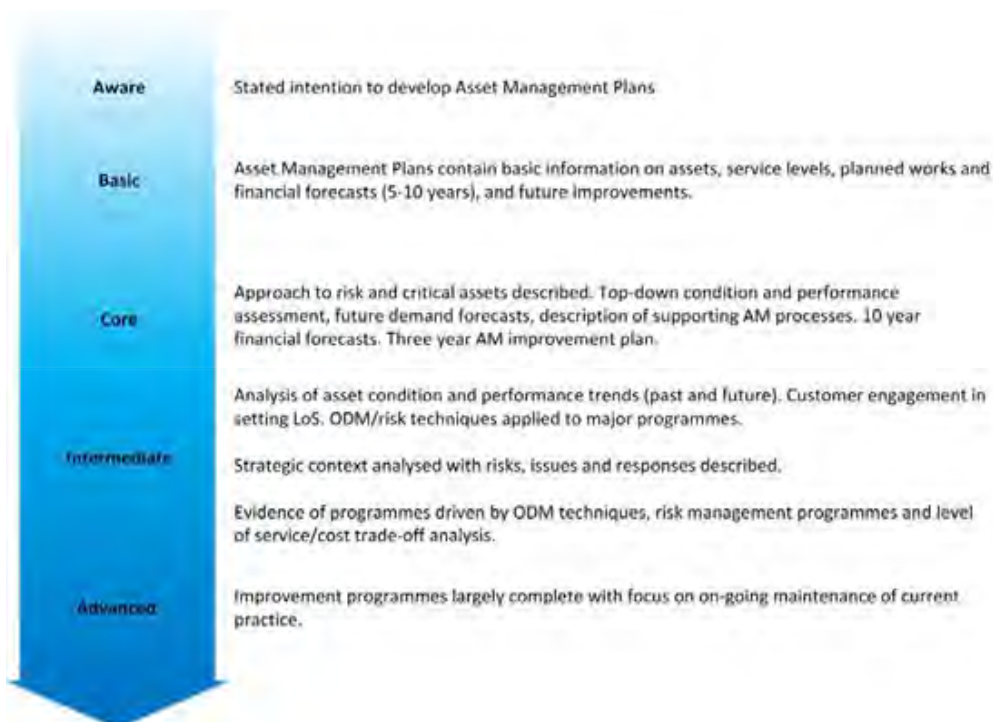 Aware
Stated intention to develop Asset Management Plans
Basic
Asset Management Plans contain basic information on assets, service levels, planned works and
financial forecasts (5-10 years), and future improvements.
Core
Approach to risk and critical assets described. Top-down condition and performance
assessment, future demand forecasts, description of supporting AM processes. 10 year
financial forecasts. Three year AM improvement plan.
Intermediate
Analysis of asset condition and performance trends (past and future). Customer engagement in
setting LoS. ODM/risk techniques applied to major programmes.
Strategic context analysed with risks, issues and responses described.
Evidence of programmes driven by ODM techniques, risk management programmes and level
of service/cost trade-off analysis.
Advanced
Improvement programmes largely complete with focus on on-going maintenance of current
practice.